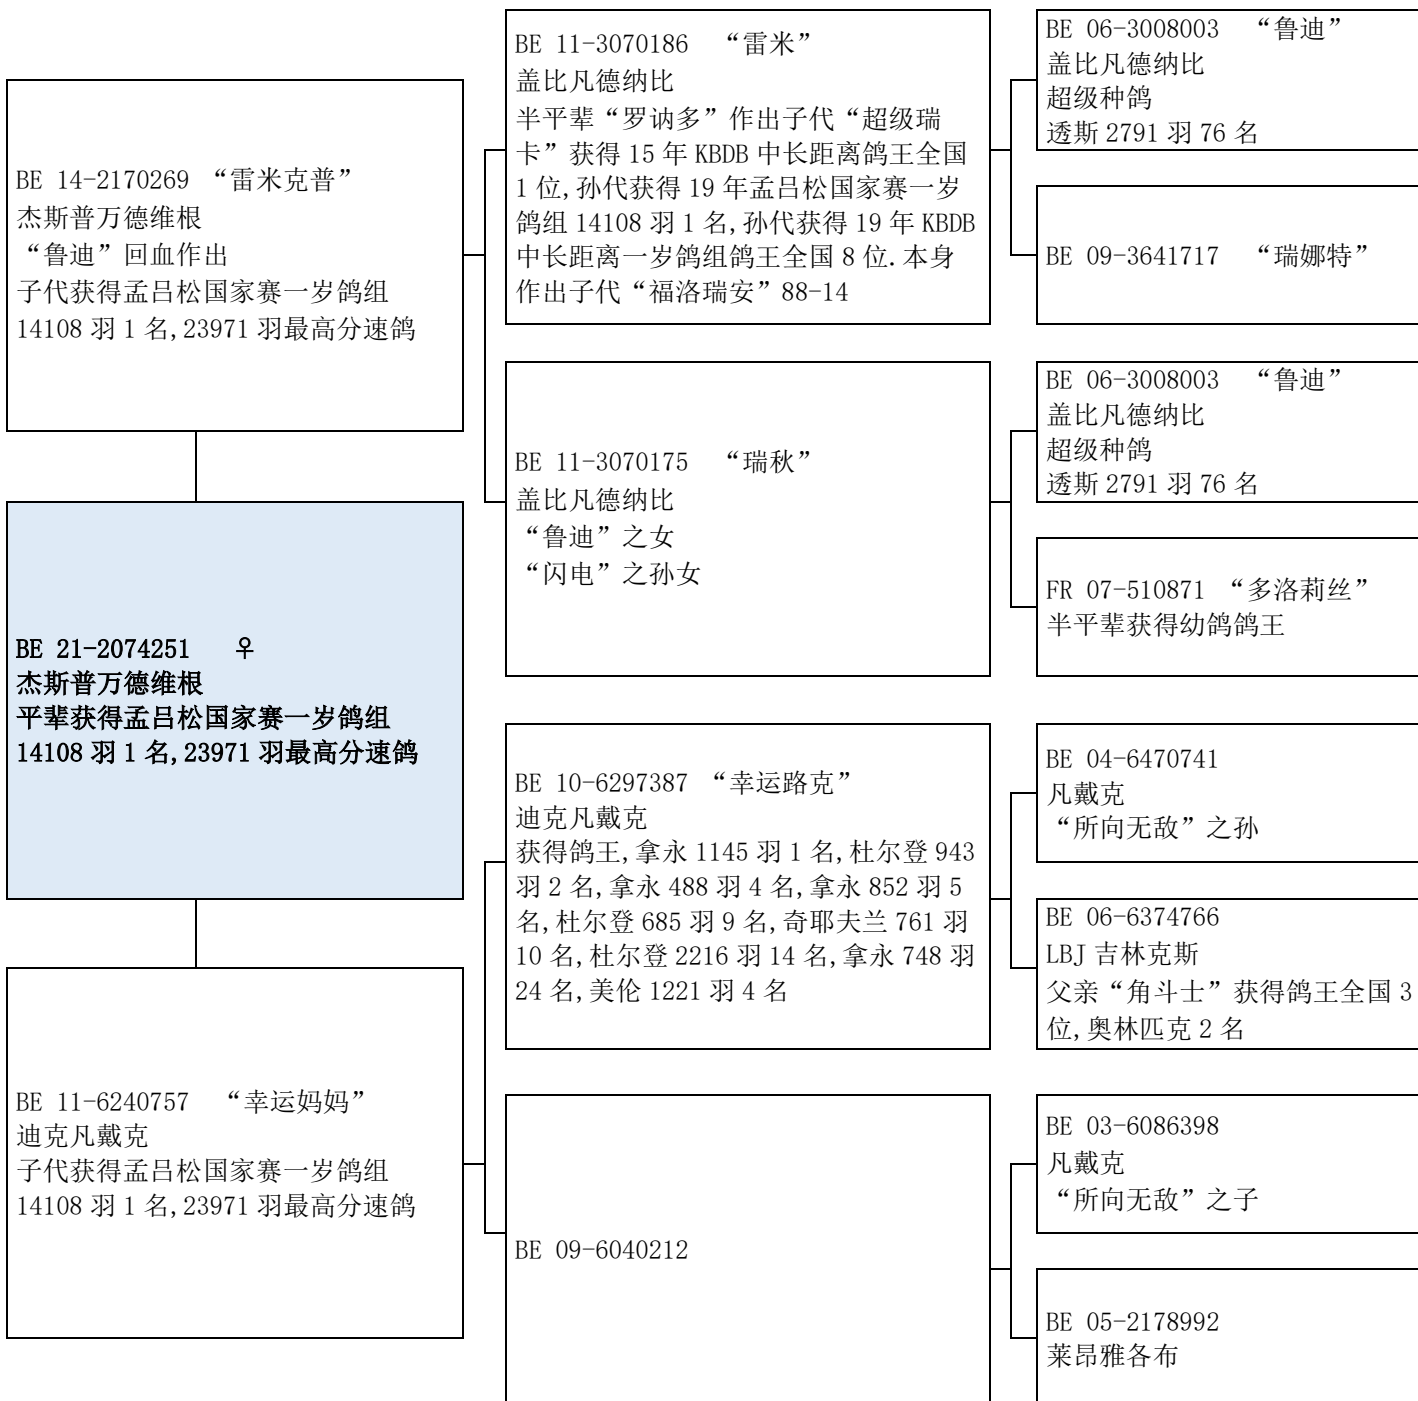 BE 14-2170269 “雷米克普”
杰斯普万德维根
“鲁迪”回血作出
子代获得孟吕松国家赛一岁鸽组
14108 羽 1 名,23971 羽最高分速鸽
BE 21-2074251 ♀
杰斯普万德维根
平辈获得孟吕松国家赛一岁鸽组
14108 羽 1 名,23971 羽最高分速鸽
BE 11-6240757 “幸运妈妈”
迪克凡戴克
子代获得孟吕松国家赛一岁鸽组
14108 羽 1 名,23971 羽最高分速鸽
BE 11-3070186 “雷米”
盖比凡德纳比
半平辈“罗讷多”作出子代“超级瑞
卡”获得 15 年 KBDB 中长距离鸽王全国
1 位,孙代获得 19 年孟吕松国家赛一岁
鸽组 14108 羽 1 名,孙代获得 19 年 KBDB
中长距离一岁鸽组鸽王全国 8 位.本身
作出子代“福洛瑞安”88-14
BE 11-3070175 “瑞秋”
盖比凡德纳比
“鲁迪”之女
“闪电”之孙女
BE 10-6297387 “幸运路克”
迪克凡戴克
获得鸽王,拿永 1145 羽 1 名,杜尔登 943
羽 2 名,拿永 488 羽 4 名,拿永 852 羽 5
名,杜尔登 685 羽 9 名,奇耶夫兰 761 羽
10 名,杜尔登 2216 羽 14 名,拿永 748 羽
24 名,美伦 1221 羽 4 名
BE 09-6040212
BE 06-3008003 “鲁迪”
盖比凡德纳比
超级种鸽
透斯 2791 羽 76 名
BE 09-3641717 “瑞娜特”
BE 06-3008003 “鲁迪”
盖比凡德纳比
超级种鸽
透斯 2791 羽 76 名
FR 07-510871 “多洛莉丝”
半平辈获得幼鸽鸽王
BE 04-6470741
凡戴克
“所向无敌”之孙
BE 06-6374766
LBJ 吉林克斯
父亲“角斗士”获得鸽王全国 3
位,奥林匹克 2 名
BE 03-6086398
凡戴克
“所向无敌”之子
BE 05-2178992
莱昂雅各布